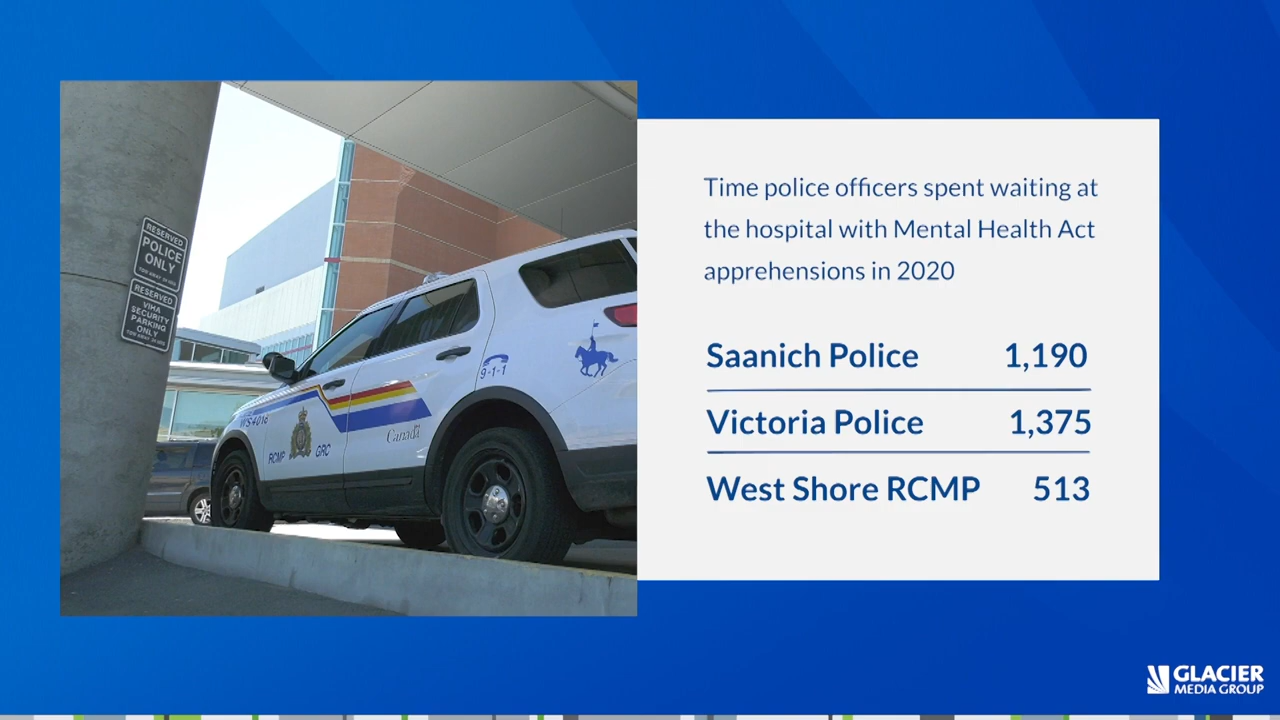 RESERVED
POLICE
ONLY
RESERVED
VIHA
SECURITY
PARKING
ONLY
9-1-1
WS4016
Canada
RCMP GRC
Time police officers spent waiting at
the hospital with Mental Health Act
apprehensions in 2020
Saanich Police 1,190
Victoria Police 1,375
West Shore RCMP 513
GLACIER
MEDIA GROUP